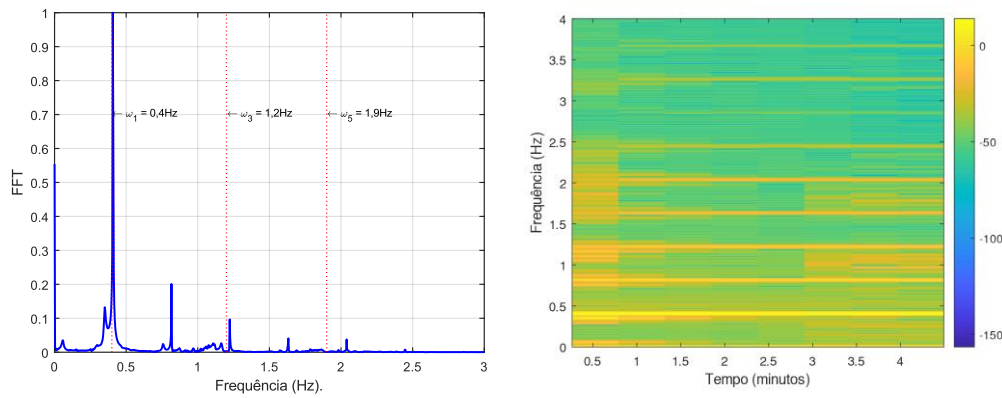 1
0.9
0.8
0.7
0.6
0.5
0.4
0.3
0.2
0.1
0
FFT
← ω1 = 0,4Hz
← ω3 = 1,2Hz
← ω5 = 1,9Hz
0 0.5 1 1.5 2 2.5 3
Frequência (Hz).
4
3.5
3
2.5
2
1.5
1
0.5
0
Frequência (Hz)
0.5 1 1.5 2 2.5 3 3.5 4
Tempo (minutos)
0
-50
-100
-150